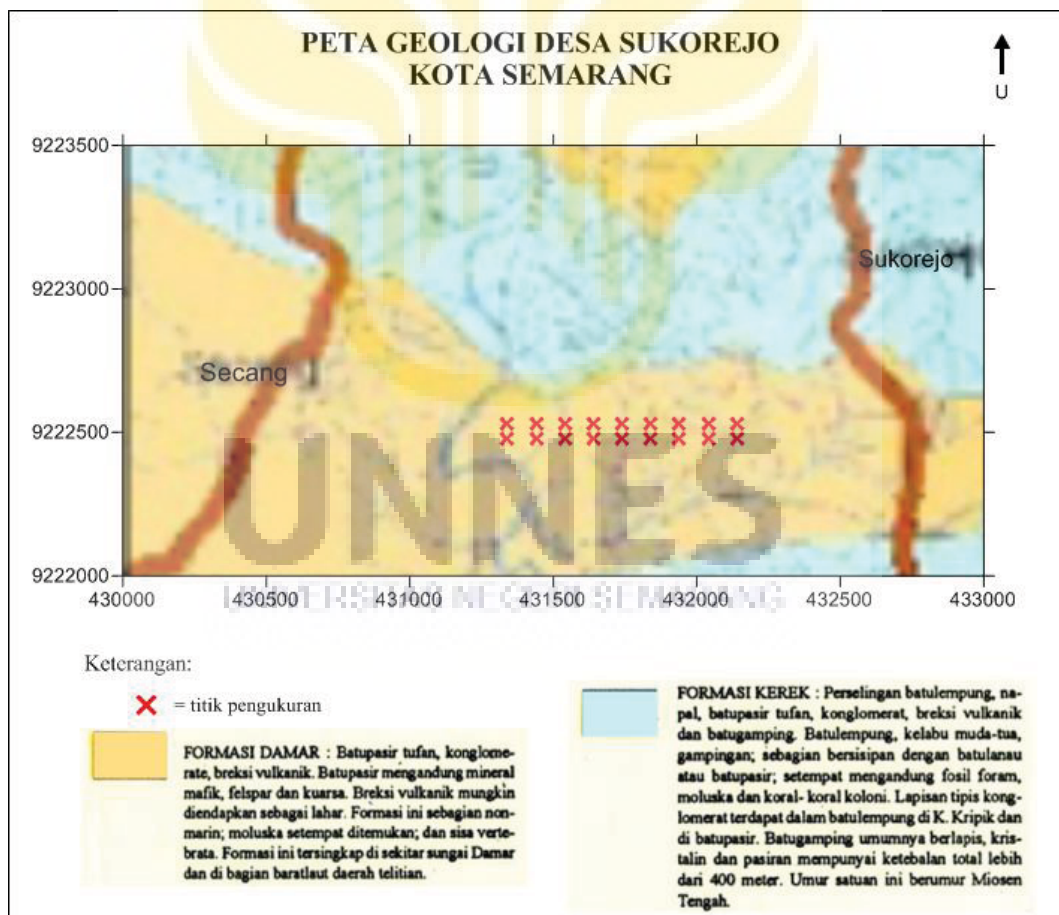 PETA GEOLOGI DESA SUKOREJO
KOTA SEMARANG
U
9223500
9223000
9222500
9222000
Sukorejo
Secang
UNNES
430000
430500
431000
431500
432000
432500
433000
UNIVERSITAS NEGERI SEMARANG
Keterangan:
= titik pengukuran
FORMASI DAMAR : Batupasir tufan, konglome-
rate, breksi vulkanik. Batupasir mengandung mineral
mafik, felspar dan kuarsa. Breksi vulkanik mungkin
diendapkan sebagai lahar. Formasi ini sebagian non-
marin; moluska setempat ditemukan; dan sisa verte-
brata. Formasi ini tersingkap di sekitar sungai Damar
dan di bagian baratlaut daerah telitian.
FORMASI KEREK : Perselingan batulempung, na-
pal, batupasir tufan, konglomerat, breksi vulkanik
dan batugamping. Batulempung, kelabu muda-tua,
gampingan; sebagian bersisipan dengan batulanau
atau batupasir; setempat mengandung fosil foram,
moluska dan koral- koral koloni. Lapisan tipis kong-
lomerat terdapat dalam batulempung di K. Kripik dan
di batupasir. Batugamping umumnya berlapis, kris-
talin dan pasiran mempunyai ketebalan total lebih
dari 400 meter. Umur satuan ini berumur Miosen
Tengah.